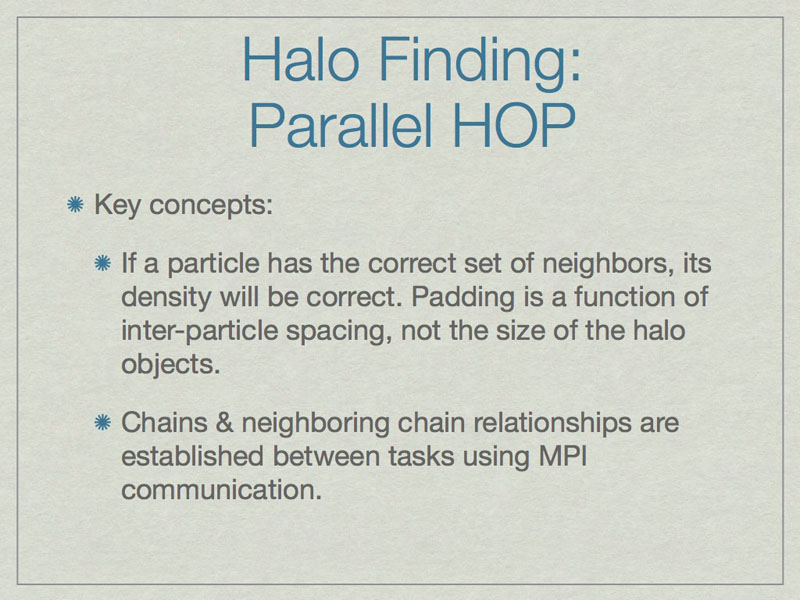 Halo Finding:
Parallel HOP
Key concepts:
If a particle has the correct set of neighbors, its
density will be correct. Padding is a function of
inter-particle spacing, not the size of the halo
objects.
Chains & neighboring chain relationships are
established between tasks using MPI
communication.